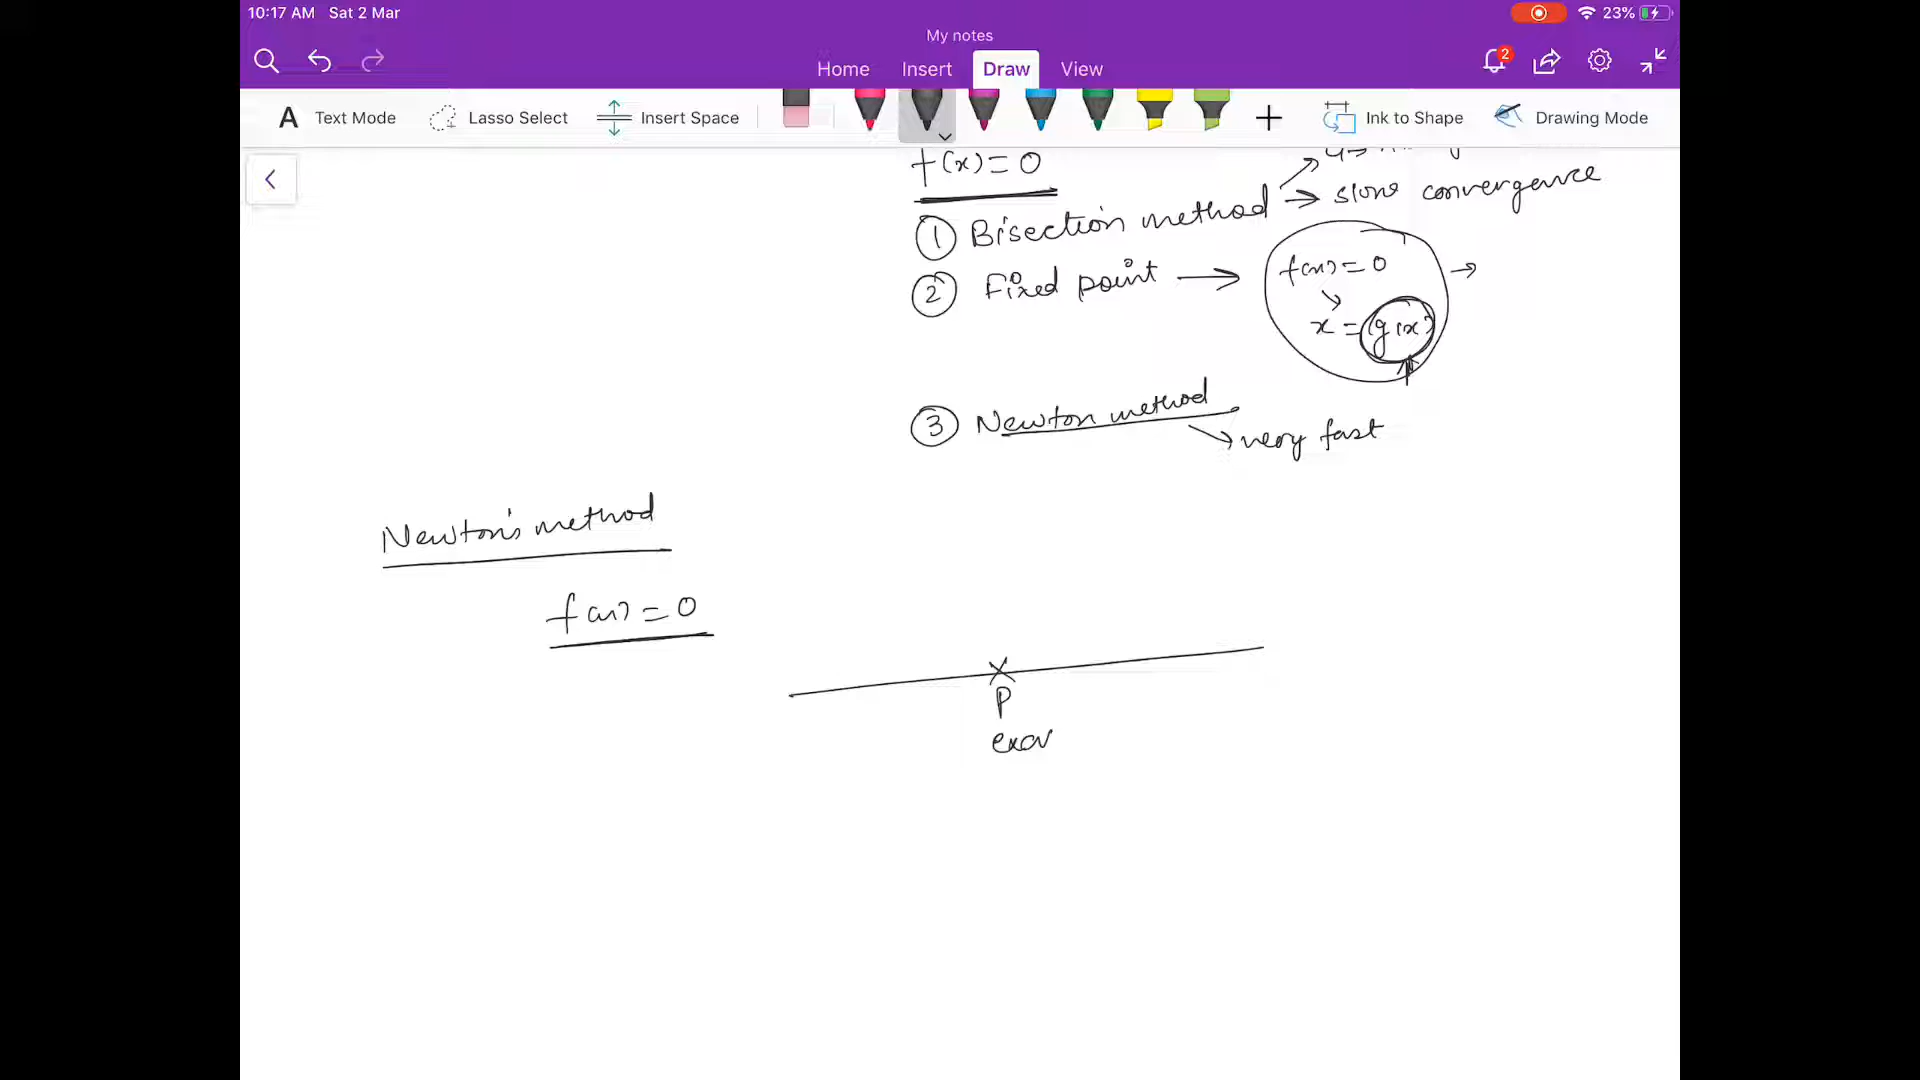 10:17 AM Sat 2 Mar
23%
My notes
Home Insert Draw View
2
A Text Mode Lasso Select Insert Space Ink to Shape Drawing Mode
f(x) = 0
① Bisection method → slow convergence
② Fixed point → f(x) = 0 →
x = g(x)
③ Newton method
very fast
Newton's method
f(x) = 0
P